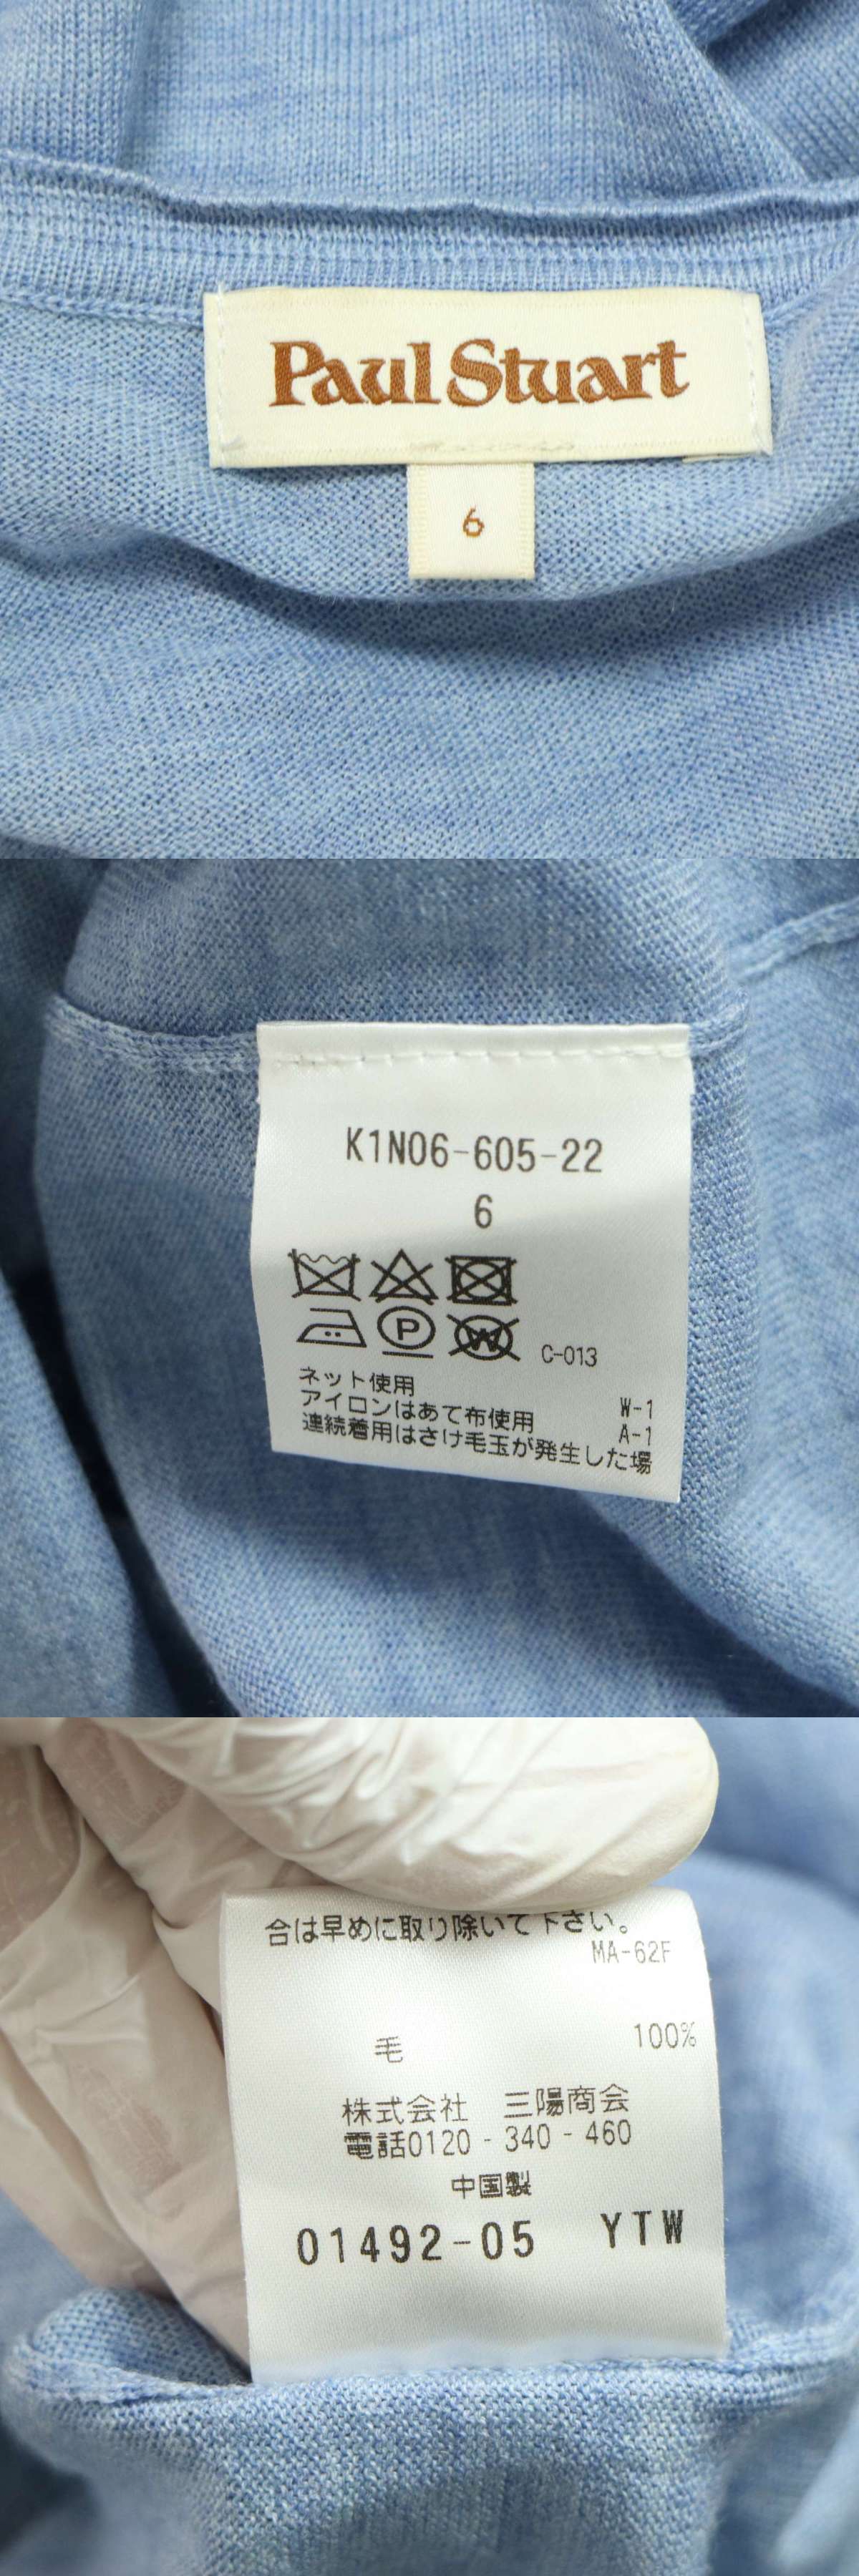 Paul Stuart
6
K1N06-605-22
6
P
W
C-013
ネット使用
W-1
アイロンはあて布使用
A-1
連続着用はさけ毛玉が発生した場
合は早めに取り除いて下さい。
MA-62F
毛 100%
株式会社 三陽商会
電話0120-340-460
中国製
01492-05 YTW